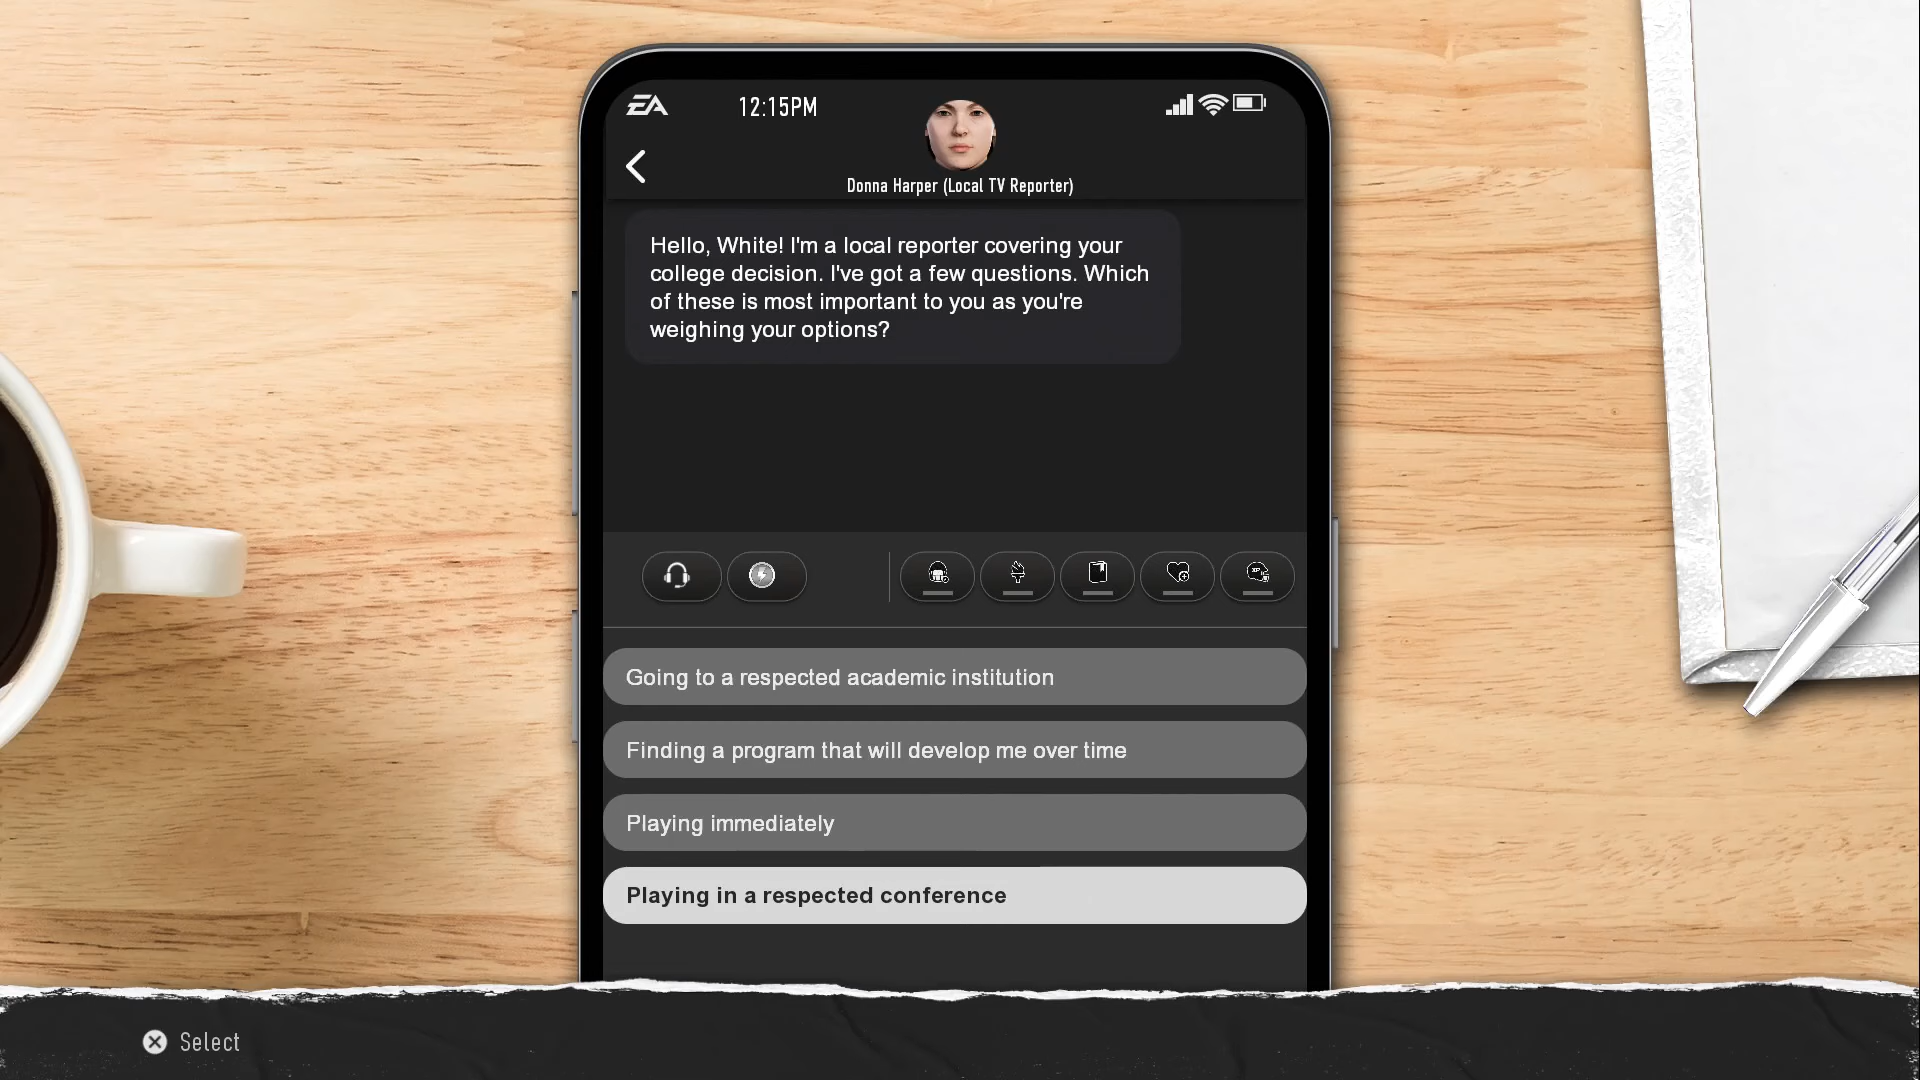 EA
12:15PM
Donna Harper (Local TV Reporter)
Hello, White! I'm a local reporter covering your
college decision. I've got a few questions. Which
of these is most important to you as you're
weighing your options?
XP
Going to a respected academic institution
Finding a program that will develop me over time
Playing immediately
Playing in a respected conference
Select